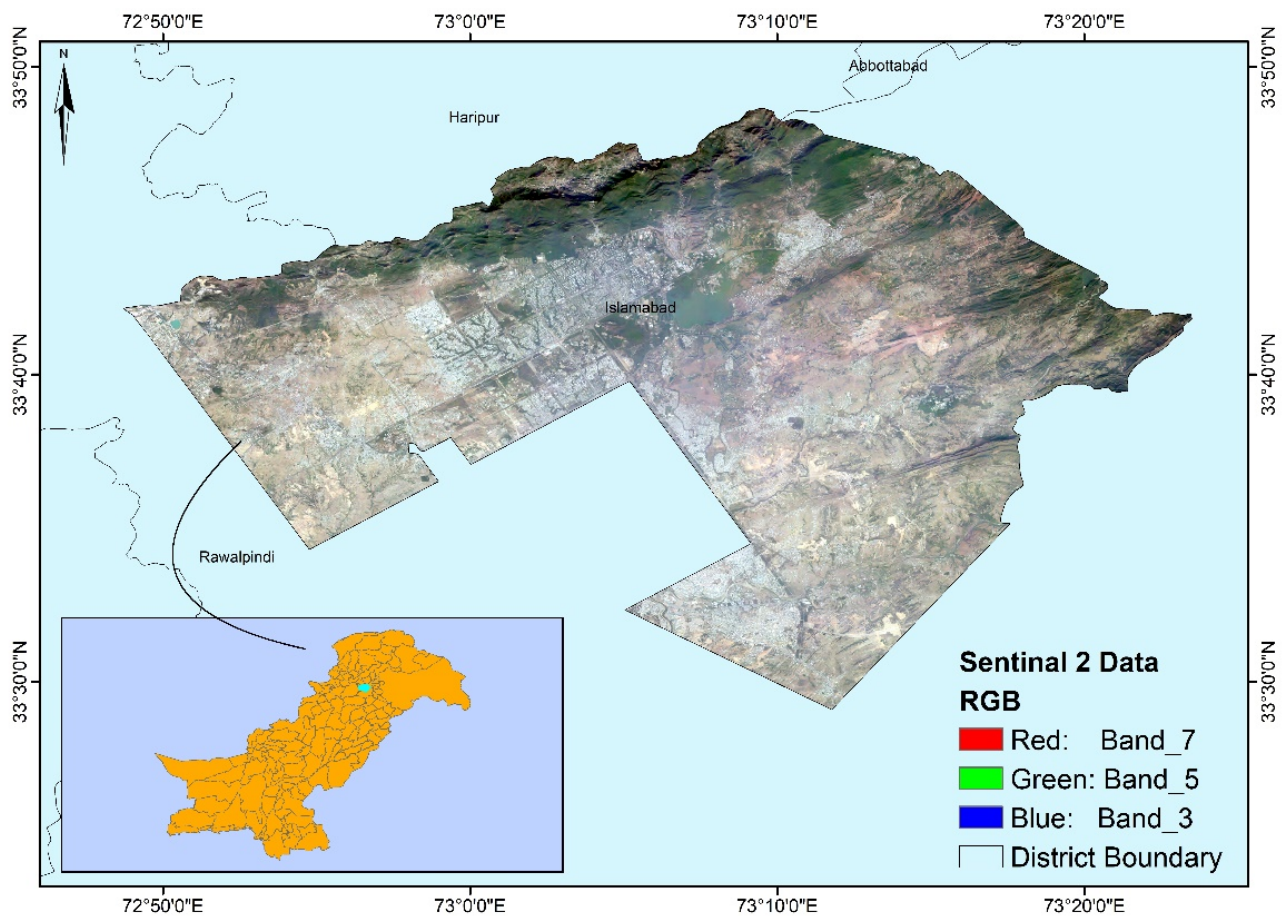 72°50'0"E 73°0'0"E 73°10'0"E 73°20'0"E
33°50'0"N
33°50'0"N
N
Abbottabad
Haripur
Islamabad
33°40'0"N
33°40'0"N
Rawalpindi
33°30'0"N
33°30'0"N
Sentinal 2 Data
RGB
Red: Band_7
Green: Band_5
Blue: Band_3
District Boundary
72°50'0"E 73°0'0"E 73°10'0"E 73°20'0"E